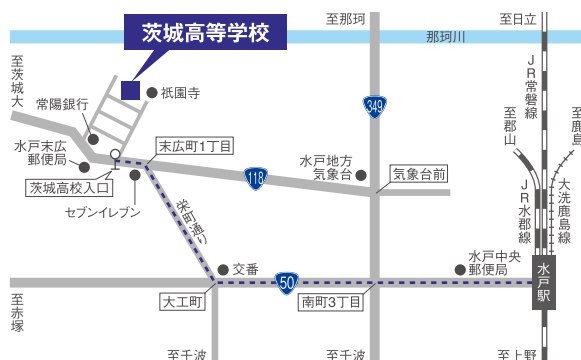 茨城高等学校
至那珂
至日立
那珂川
至茨城大
祇園寺
常陽銀行
JR常磐線
349
至郡山
至鹿島
水戸末広
郵便局
末広町1丁目
水戸地方
気象台
気象台前
118
茨城高校入口
セブンイレブン
栄町通り
JR水郡線
大洗鹿島線
交番
水戸中央
郵便局
水戸駅
50
大工町
南町3丁目
至赤塚
至千波
至千波
至上野